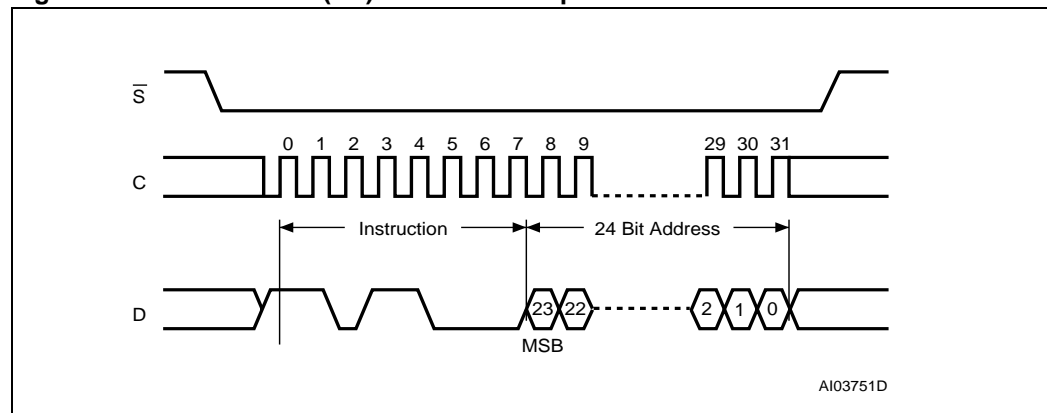 S
0 1 2 3 4 5 6 7 8 9 29 30 31
C
Instruction 24 Bit Address
D 23 22 2 1 0
MSB
AI03751D